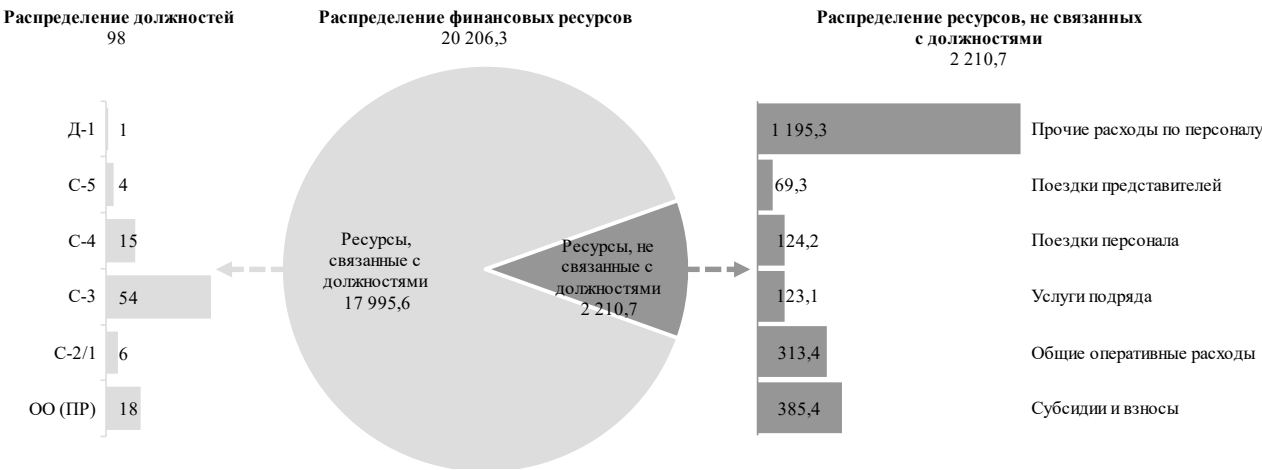 Распределение должностей
98
Д-1
1
С-5
4
С-4
15
С-3
54
С-2/1
6
ОО (ПР)
18
Распределение финансовых ресурсов
20 206,3
Ресурсы,
связанные с
должностями
17 995,6
Ресурсы, не
связанные с
должностями
2 210,7
Распределение ресурсов, не связанных
с должностями
2 210,7
1 195,3
Прочие расходы по персоналу
69,3
Поездки представителей
124,2
Поездки персонала
123,1
Услуги подряда
313,4
Общие оперативные расходы
385,4
Субсидии и взносы